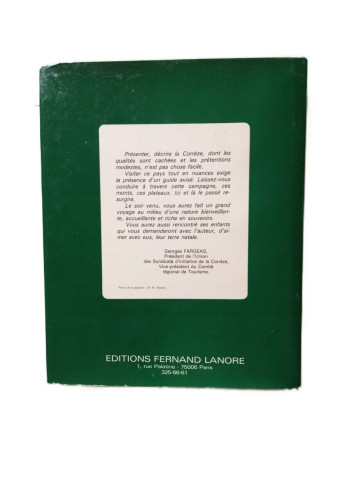 Présenter, décrire la Corrèze, dont les
qualités sont cachées et les prétentions
modestes, n'est pas chose facile.
Visiter ce pays tout en nuances exige
la présence d'un guide avisé. Laissez-vous
conduire à travers cette campagne, ces
monts, ces plateaux. Ici et là le passé re-
surgira.
Le soir venu, vous aurez fait un grand
voyage au milieu d'une nature bienveillan-
te, accueillante et riche en souvenirs.
Vous aurez aussi rencontré ses enfants
qui vous demanderont avec l'auteur, d'ai-
mer avec eux, leur terre natale.
Georges FARGEAS,
Président de l'Union
des Syndicats d'Initiative de la Corrèze,
Vice-président du Comité
régional de Tourisme.
EDITIONS FERNAND LANORE
1, rue Palatine - 75006 Paris
325-66-61